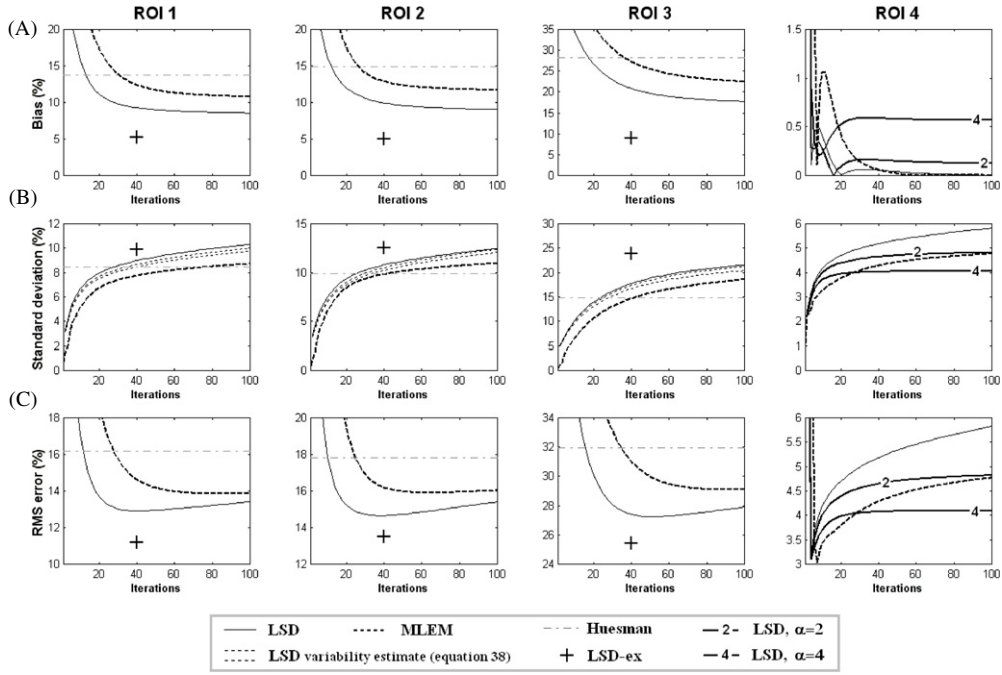 ROI 1 ROI 2 ROI 3 ROI 4
(A)
Bias (%)
20 15 10 5 0
20 15 10 5 0
35 30 25 20 15 10 5 0
1.5 1 0.5 0
4
2
20 40 60 80 100
20 40 60 80 100
20 40 60 80 100
20 40 60 80 100
Iterations Iterations Iterations Iterations
(B)
Standard deviation (%)
12 10 8 6 4 2 0
15 10 5 0
30 25 20 15 10 5 0
6 5 4 3 2 1 0
2
4
20 40 60 80 100
20 40 60 80 100
20 40 60 80 100
20 40 60 80 100
Iterations Iterations Iterations Iterations
(C)
RMS error (%)
18 16 14 12 10
20 18 16 14 12
34 32 30 28 26 24
6 5.5 5 4.5 4 3.5 3
2
4
20 40 60 80 100
20 40 60 80 100
20 40 60 80 100
20 40 60 80 100
Iterations Iterations Iterations Iterations
LSD MLEM Huesman 2 LSD, α=2
LSD variability estimate (equation 38) + LSD-ex 4 LSD, α=4